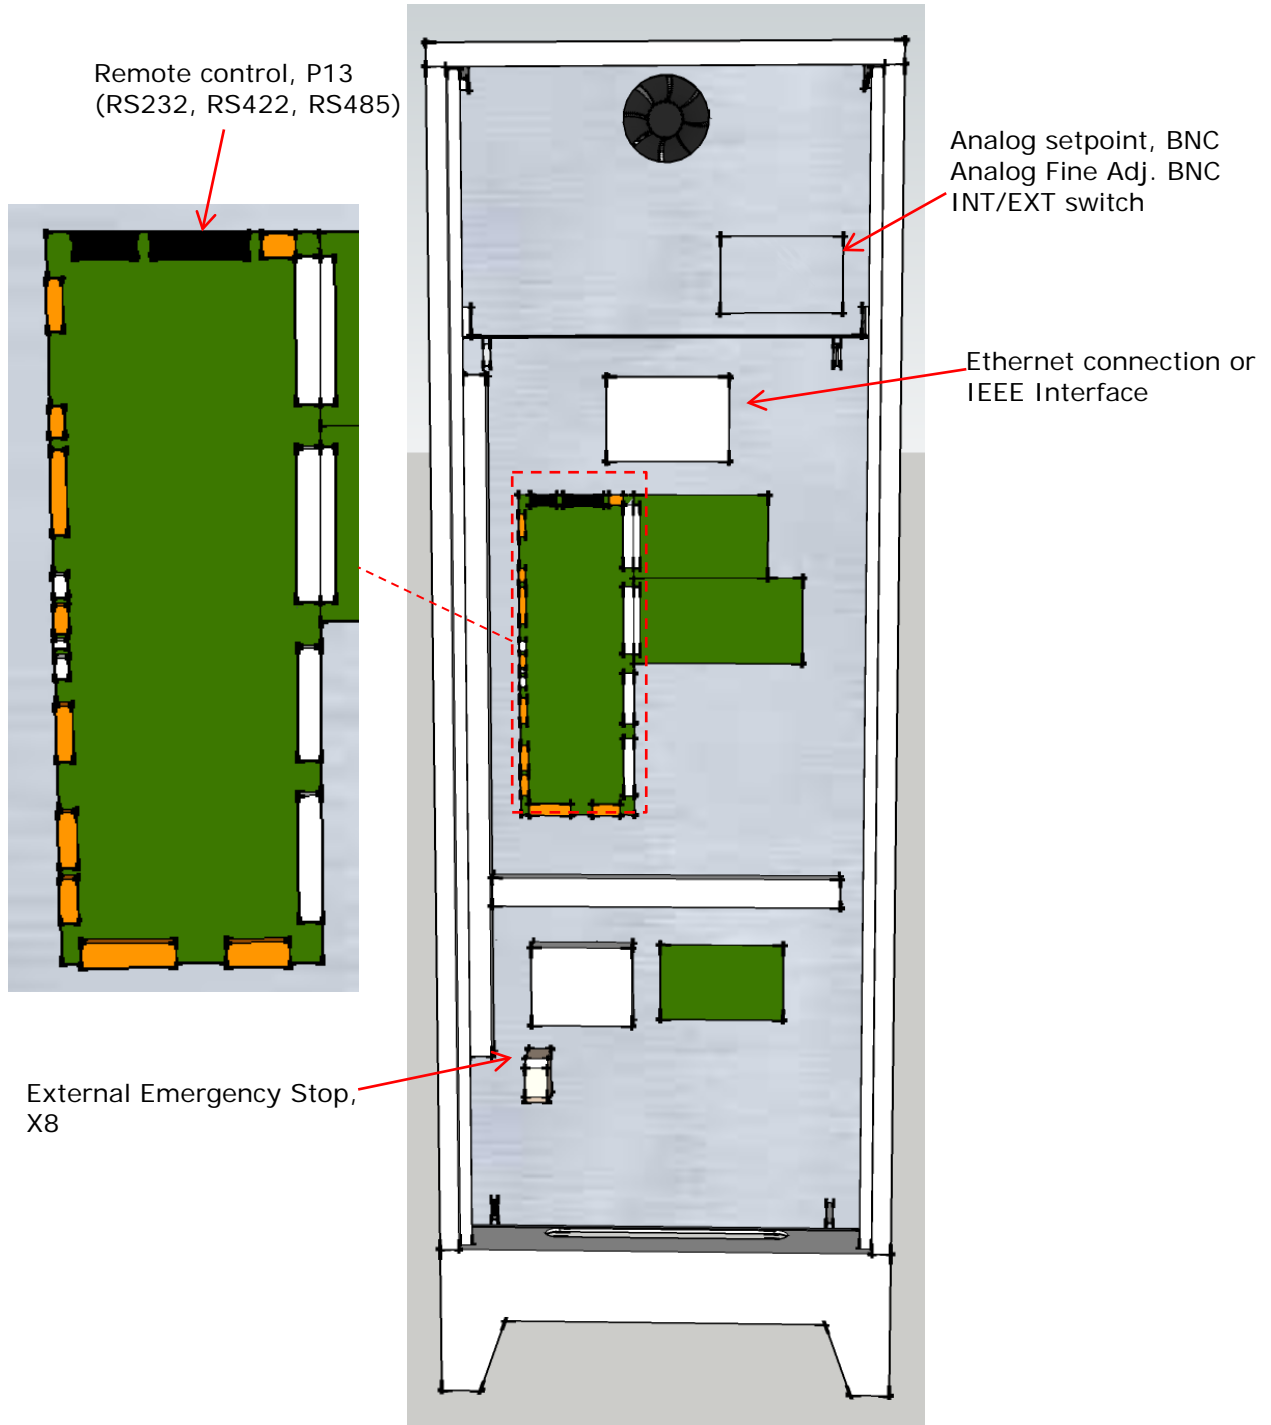 Remote control, P13
(RS232, RS422, RS485)
Analog setpoint, BNC
Analog Fine Adj. BNC
INT/EXT switch
Ethernet connection or
IEEE Interface
External Emergency Stop,
X8